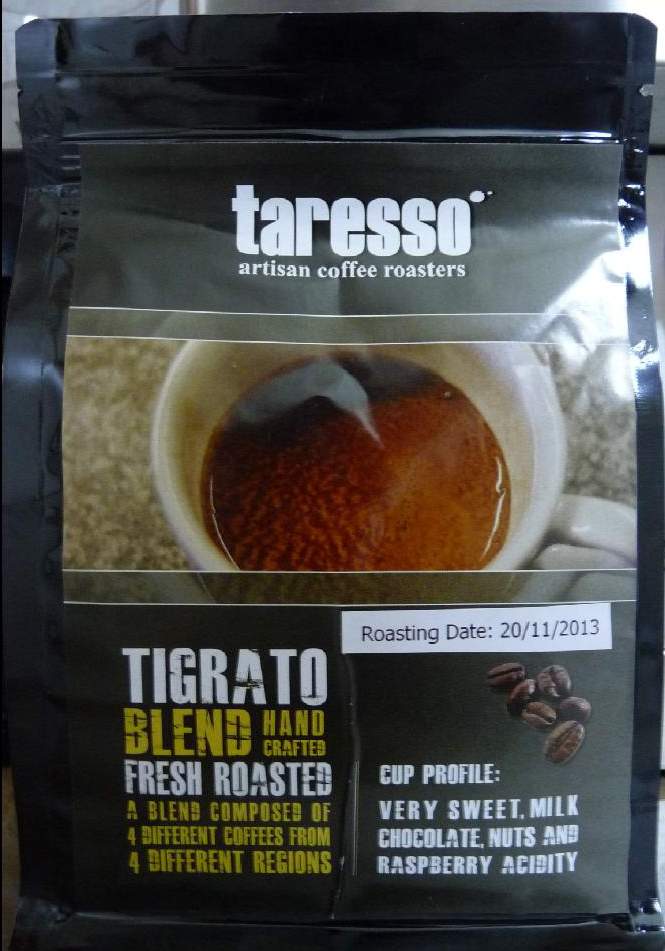 taresso
artisan coffee roasters
Roasting Date: 20/11/2013
TIGRATO
BLEND HAND CRAFTED
FRESH ROASTED
A BLEND COMPOSED OF
4 DIFFERENT COFFEES FROM
4 DIFFERENT REGIONS
CUP PROFILE:
VERY SWEET, MILK
CHOCOLATE, NUTS AND
RASPBERRY ACIDITY